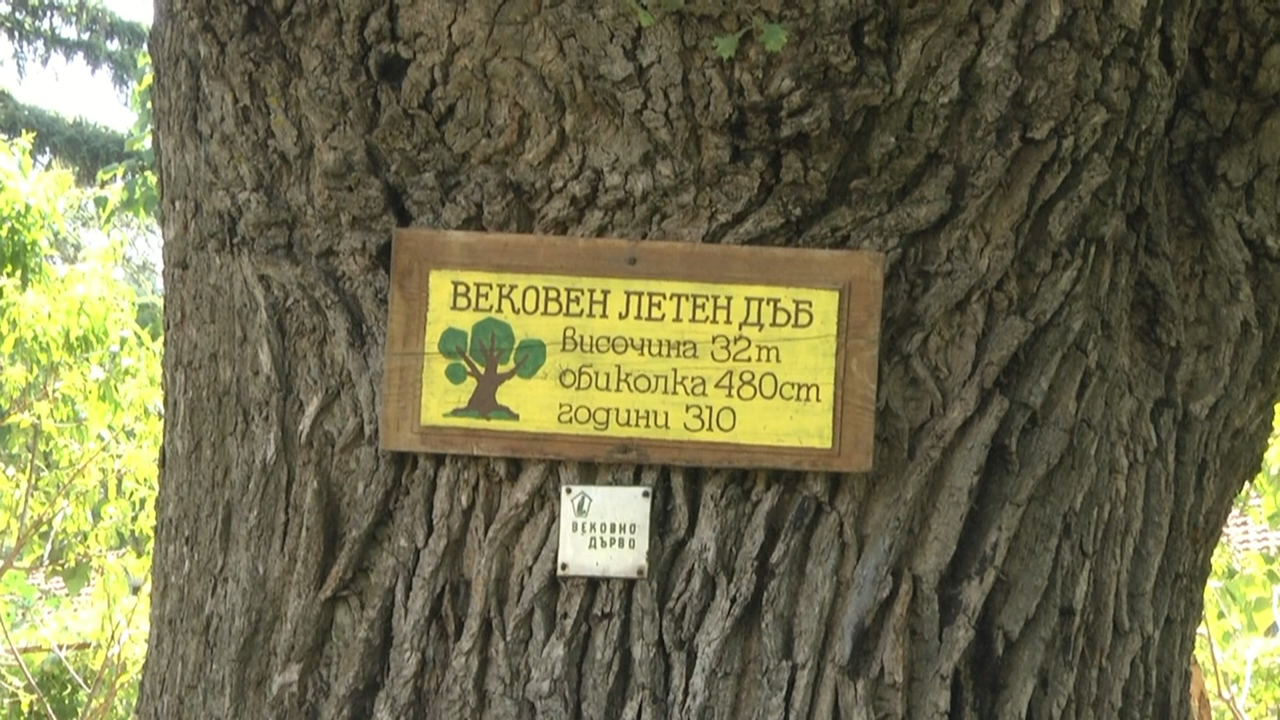 ВЕКОВЕН ЛЕТЕН ДЪБ
височина 32m
обиколка 480cm
години 310
ВЕКОВНО
ДЪРВО